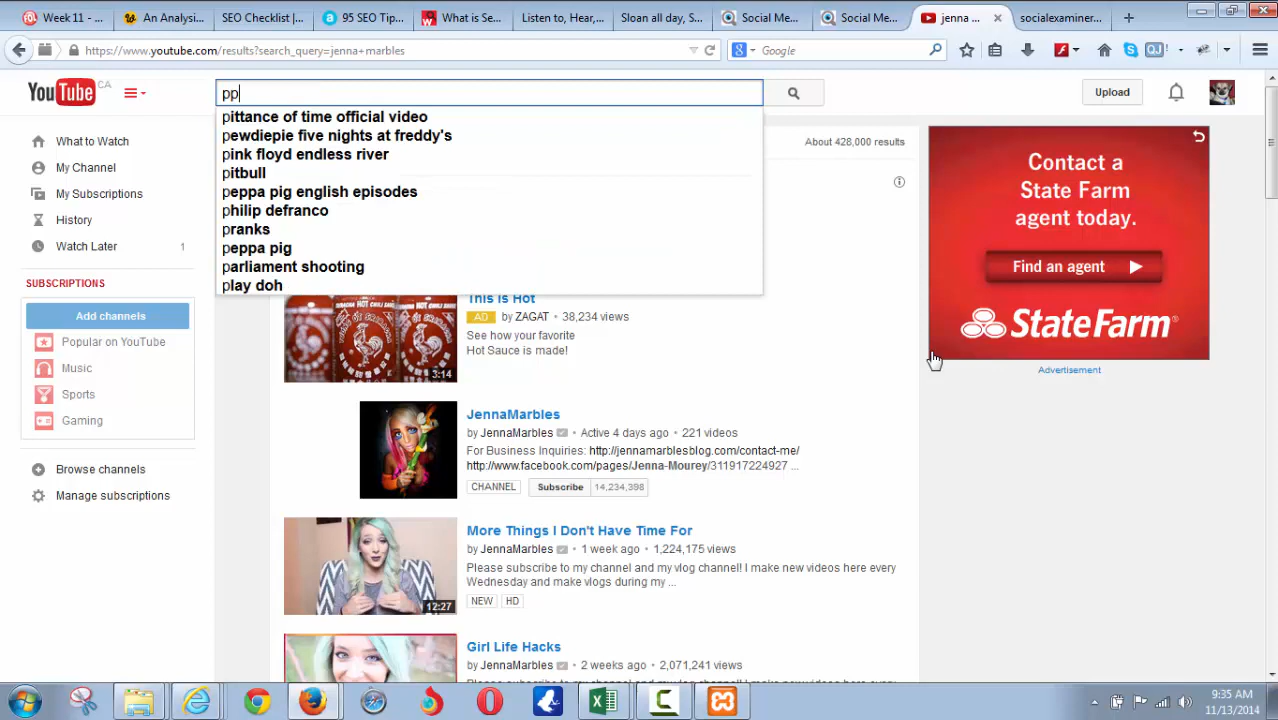 Week 11 - ...
An Analysi...
SEO Checklist | ...
95 SEO Tip...
What is Se...
Listen to, Hear,...
Sloan all day, S...
Social Me...
Social Me...
jenna ...
socialexaminer...
https://www.youtube.com/results?search_query=jenna+marbles
Google
YouTube CA
pp
Upload
pittance of time official video
pewdiepie five nights at freddy's
pink floyd endless river
pitbull
peppa pig english episodes
philip defranco
pranks
peppa pig
parliament shooting
play doh
What to Watch
My Channel
My Subscriptions
History
Watch Later 1
SUBSCRIPTIONS
Add channels
Popular on YouTube
Music
Sports
Gaming
Browse channels
Manage subscriptions
About 428,000 results
This is Hot
AD by ZAGAT • 38,234 views
See how your favorite
Hot Sauce is made!
3:14
JennaMarbles
by JennaMarbles • Active 4 days ago • 221 videos
For Business Inquiries: http://jennamarblesblog.com/contact-me/
http://www.facebook.com/pages/Jenna-Mourey/311917224927 ...
CHANNEL Subscribe 14,234,398
More Things I Don't Have Time For
by JennaMarbles • 1 week ago • 1,224,175 views
Please subscribe to my channel and my vlog channel! I make new videos here every
Wednesday and make vlogs during my ...
NEW HD
12:27
Girl Life Hacks
by JennaMarbles • 2 weeks ago • 2,071,241 views
Contact a
State Farm
agent today.
Find an agent
StateFarm
Advertisement
9:35 AM
11/13/2014